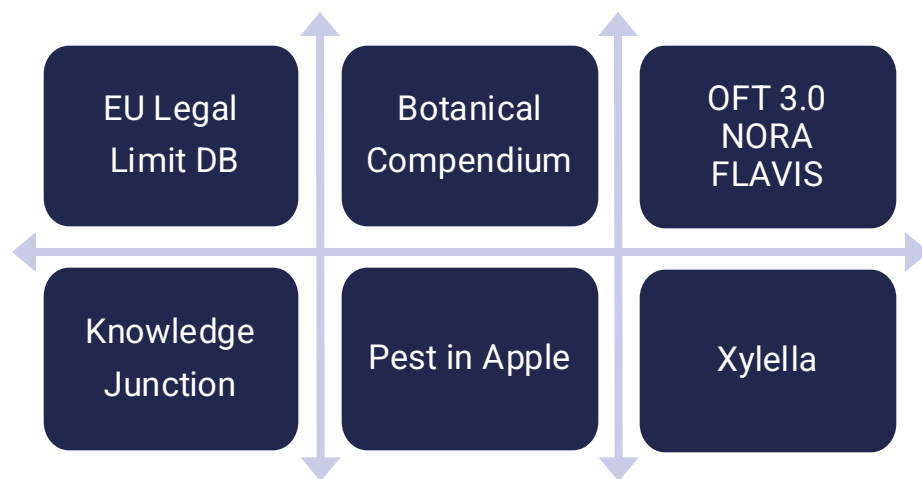 EU Legal
Limit DB
Botanical
Compendium
OFT 3.0
NORA
FLAVIS
Knowledge
Junction
Pest in Apple
Xylella